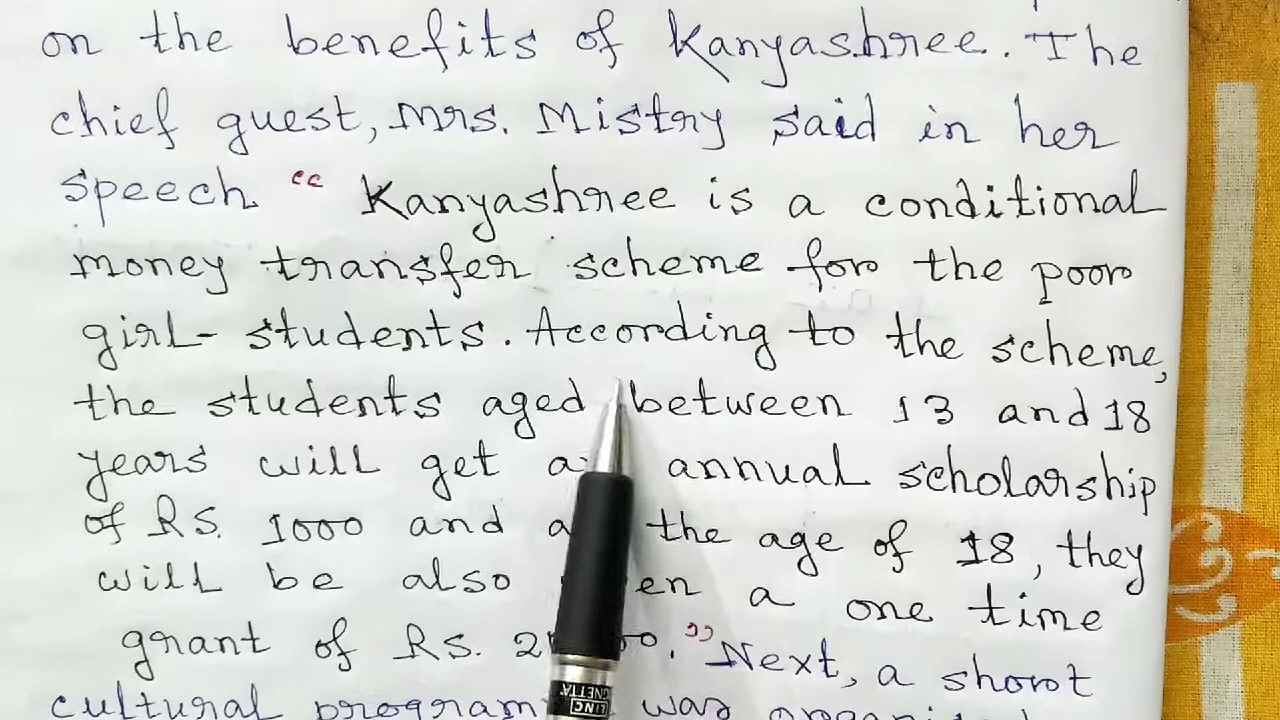 on the benefits of Kanyashree. The
chief guest, Mrs. Mistry said in her
speech “ Kanyashree is a conditional
money transfer scheme for the poor
girl- students. According to the scheme,
the students aged between 13 and 18
years will get annual scholarship
of Rs. 1000 and the age of 18, they
will be also a one time
grant of Rs. ” Next, a short
cultural was
LINC